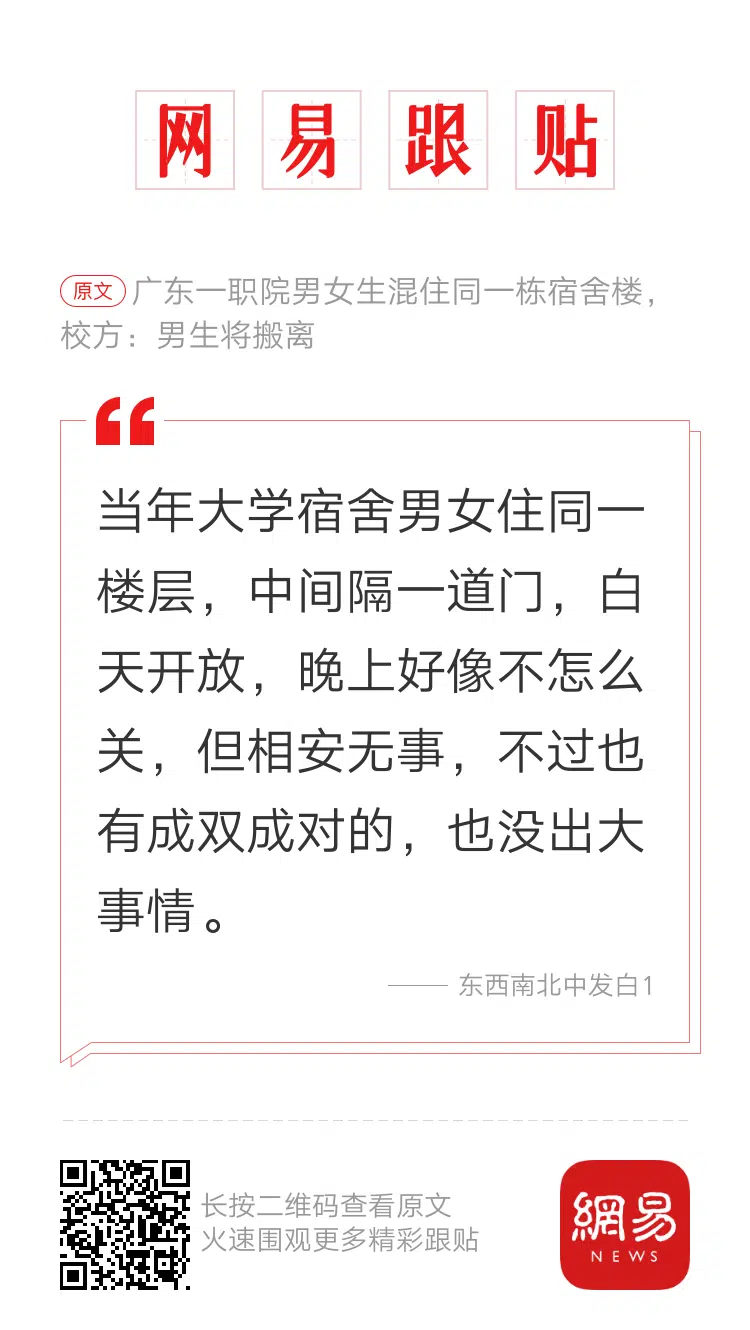 网易跟贴
原文 广东一职院男女生混住同一栋宿舍楼，
校方：男生将搬离
当年大学宿舍男女住同一
楼层，中间隔一道门，白
天开放，晚上好像不怎么
关，但相安无事，不过也
有成双成对的，也没出大
事情。
—— 东西南北中发白1
长按二维码查看原文
火速围观更多精彩跟贴
網易
NEWS